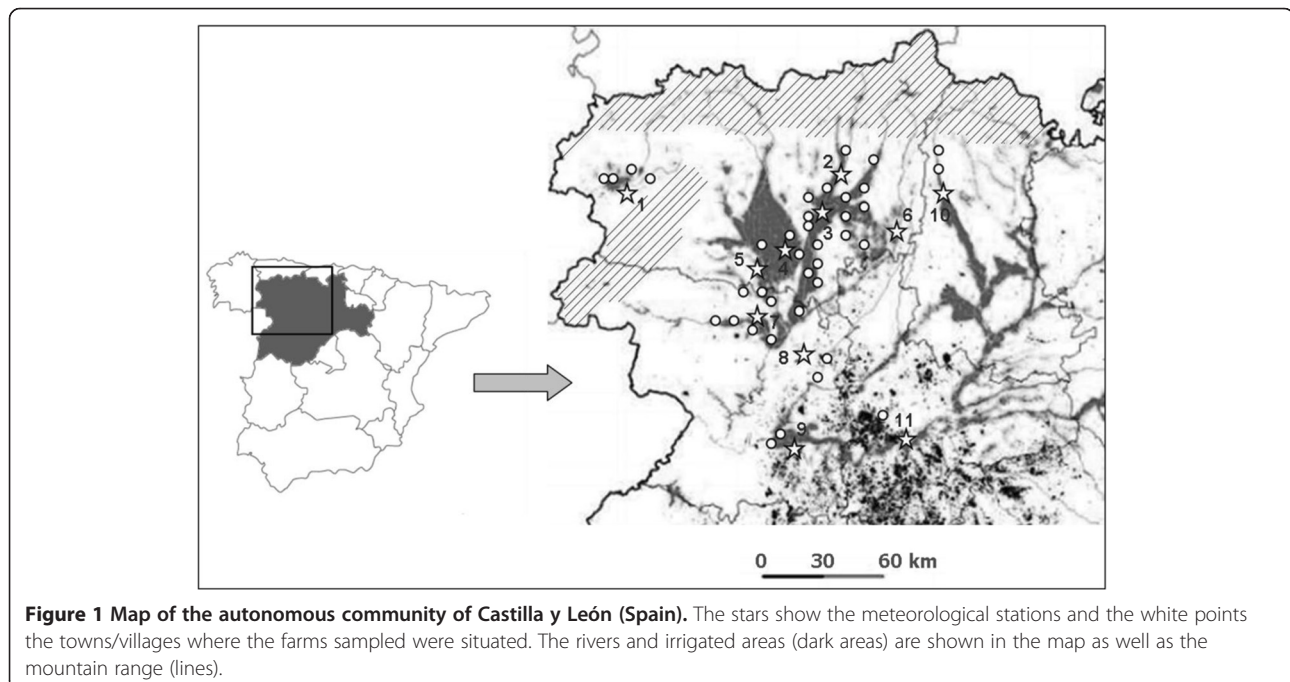 1
2
3
4
5
6
7
8
9
10
11
0 30 60 km
Figure 1 Map of the autonomous community of Castilla y León (Spain). The stars show the meteorological stations and the white points
the towns/villages where the farms sampled were situated. The rivers and irrigated areas (dark areas) are shown in the map as well as the
mountain range (lines).